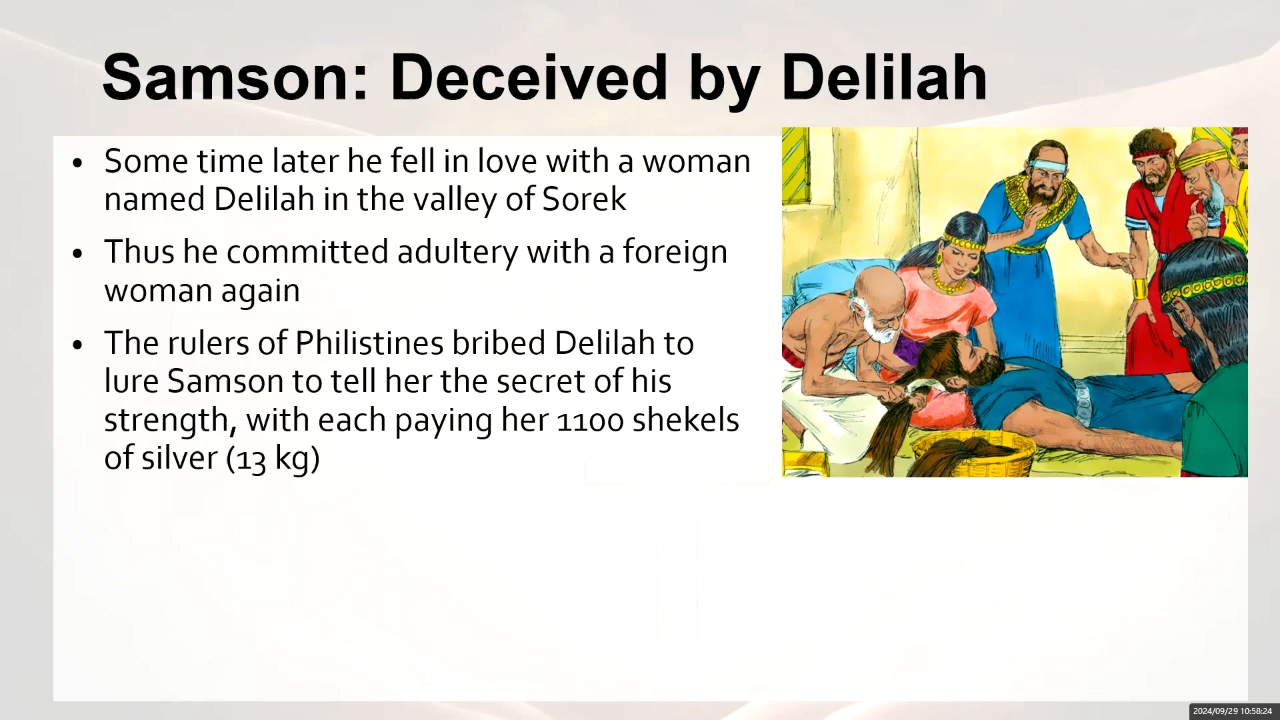 Samson: Deceived by Delilah
• Some time later he fell in love with a woman
named Delilah in the valley of Sorek
• Thus he committed adultery with a foreign
woman again
• The rulers of Philistines bribed Delilah to
lure Samson to tell her the secret of his
strength, with each paying her 1100 shekels
of silver (13 kg)
2024/09/29 10:58:24